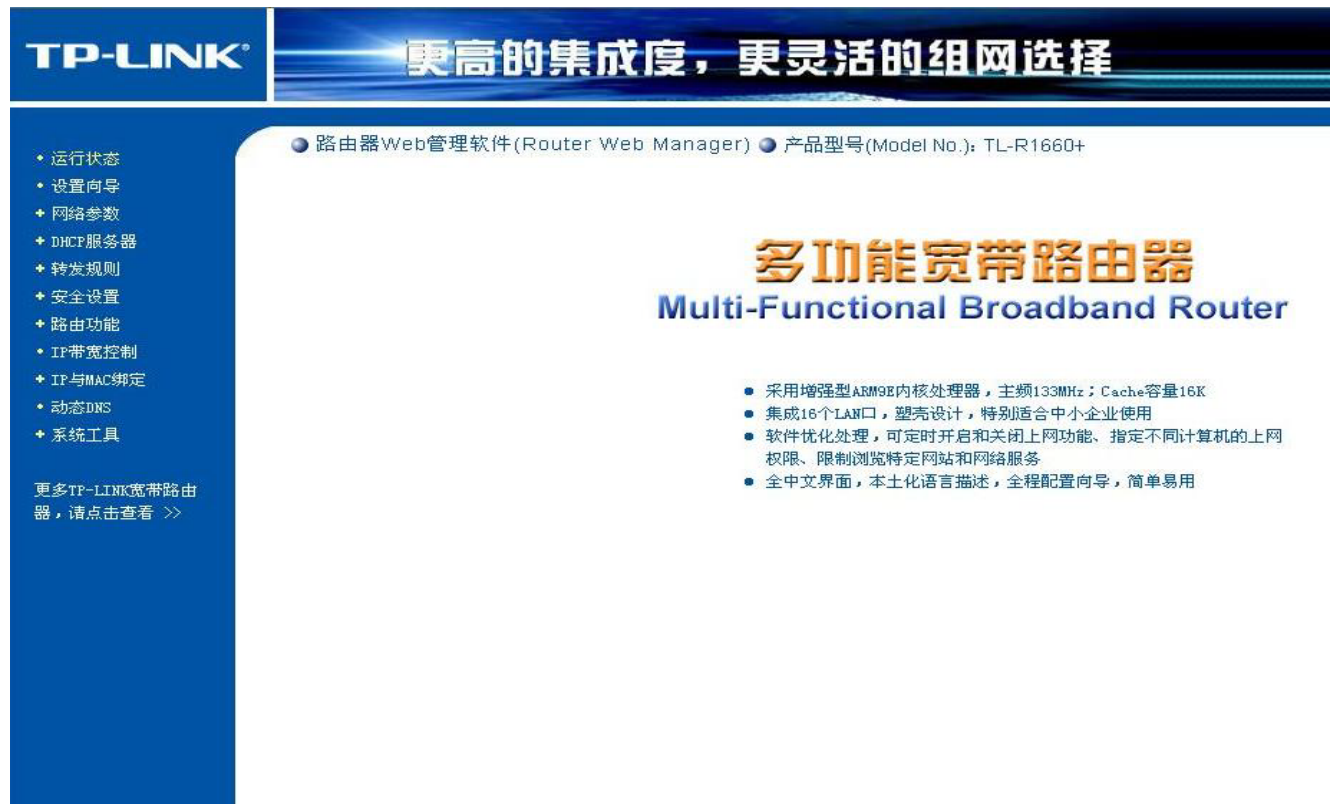 TP-LINK®
更高的集成度，更灵活的组网选择
路由器Web管理软件(Router Web Manager) 产品型号(Model No.)：TL-R1660+
运行状态
设置向导
网络参数
DHCP服务器
转发规则
安全设置
路由功能
IP带宽控制
IP与MAC绑定
动态DNS
系统工具
更多TP-LINK宽带路由
器，请点击查看 >>
多功能宽带路由器
Multi-Functional Broadband Router
采用增强型ARM9E内核处理器，主频133MHz；Cache容量16K
集成16个LAN口，塑壳设计，特别适合中小企业使用
软件优化处理，可定时开启和关闭上网功能、指定不同计算机的上网
权限、限制浏览特定网站和网络服务
全中文界面，本土化语言描述，全程配置向导，简单易用